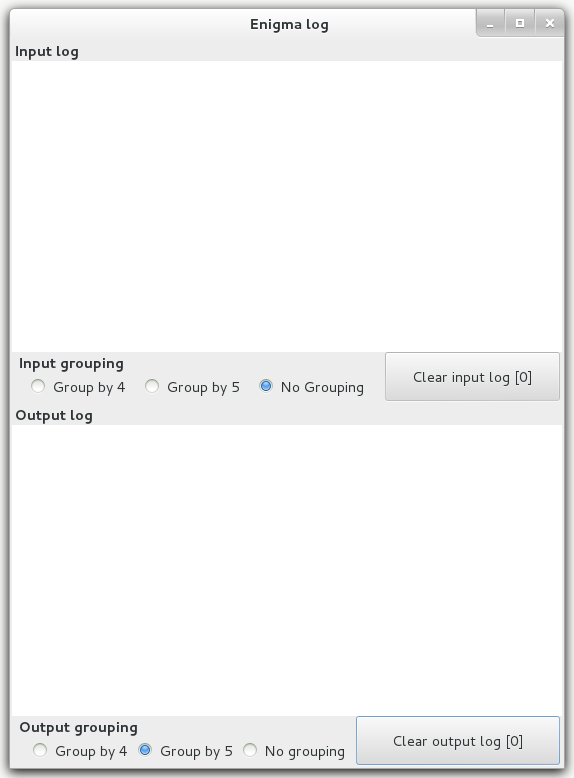 Enigma log
Input log
Input grouping
Group by 4 Group by 5 No Grouping Clear input log [0]
Output log
Output grouping
Group by 4 Group by 5 No grouping Clear output log [0]